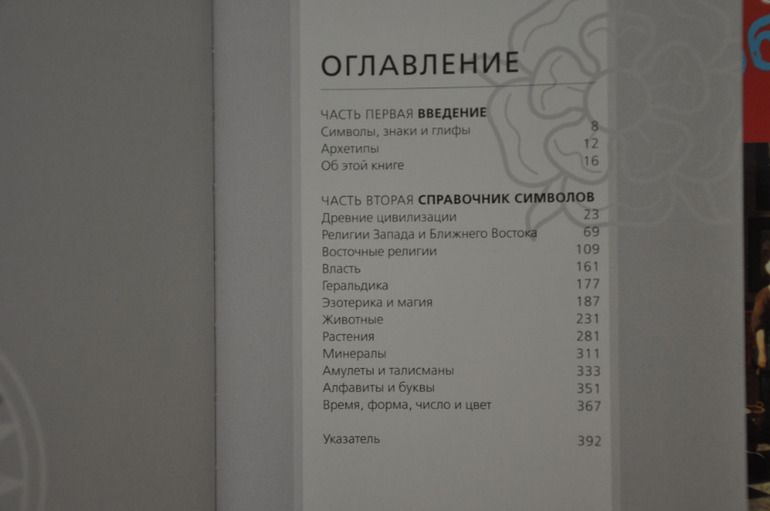 ОГЛАВЛЕНИЕ
ЧАСТЬ ПЕРВАЯ ВВЕДЕНИЕ
Символы, знаки и глифы 8
Архетипы 12
Об этой книге 16
ЧАСТЬ ВТОРАЯ СПРАВОЧНИК СИМВОЛОВ
Древние цивилизации 23
Религии Запада и Ближнего Востока 69
Восточные религии 109
Власть 161
Геральдика 177
Эзотерика и магия 187
Животные 231
Растения 281
Минералы 311
Амулеты и талисманы 333
Алфавиты и буквы 351
Время, форма, число и цвет 367
Указатель 392